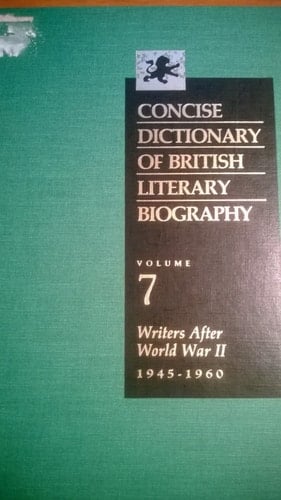 CONCISE
DICTIONARY
OF BRITISH
LITERARY
BIOGRAPHY
VOLUME
7
Writers After
World War II
1945-1960